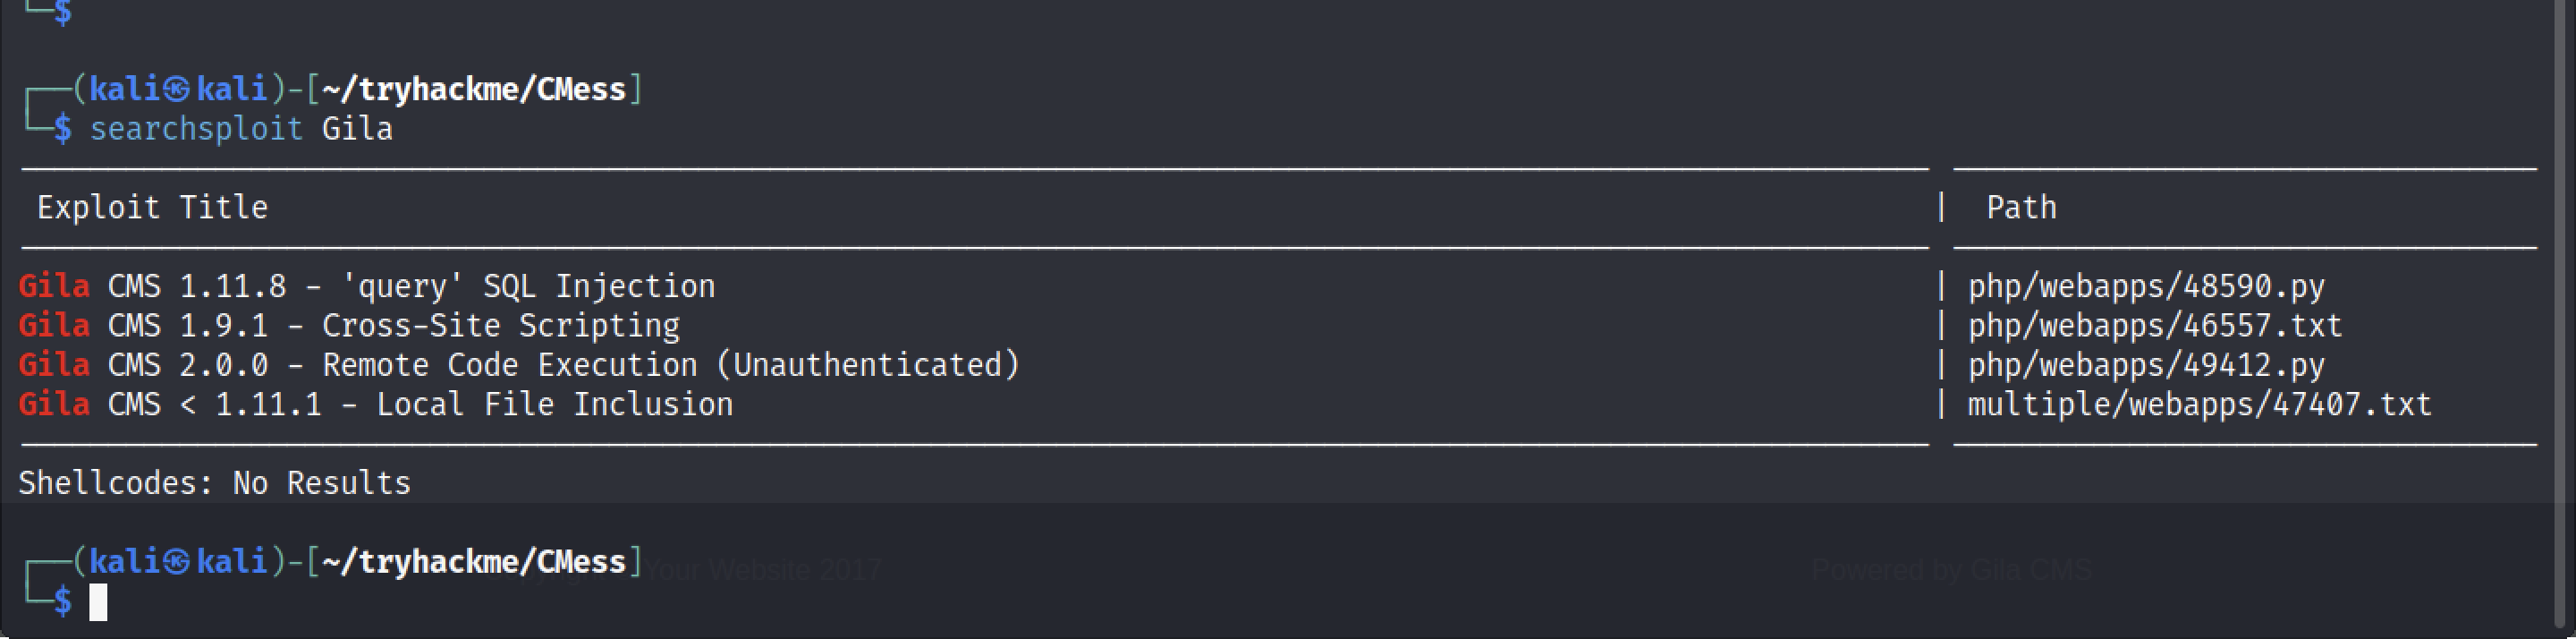 └─$
┌──(kali㉿kali)-[~/tryhackme/CMess]
└─$ searchsploit Gila
Exploit Title | Path
Gila CMS 1.11.8 - 'query' SQL Injection | php/webapps/48590.py
Gila CMS 1.9.1 - Cross-Site Scripting | php/webapps/46557.txt
Gila CMS 2.0.0 - Remote Code Execution (Unauthenticated) | php/webapps/49412.py
Gila CMS < 1.11.1 - Local File Inclusion | multiple/webapps/47407.txt
Shellcodes: No Results
┌──(kali㉿kali)-[~/tryhackme/CMess]
Your Website 2017 Powered by Gila CMS
└─$